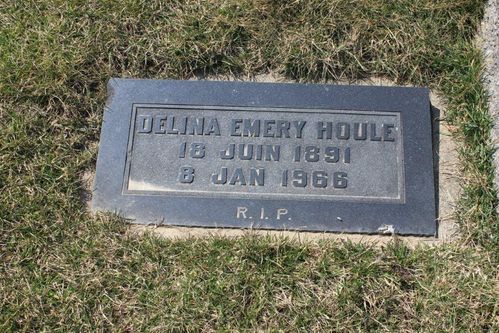 DELINA EMERY HOULE
18 JUIN 1891
8 JAN 1966
R.I.P.